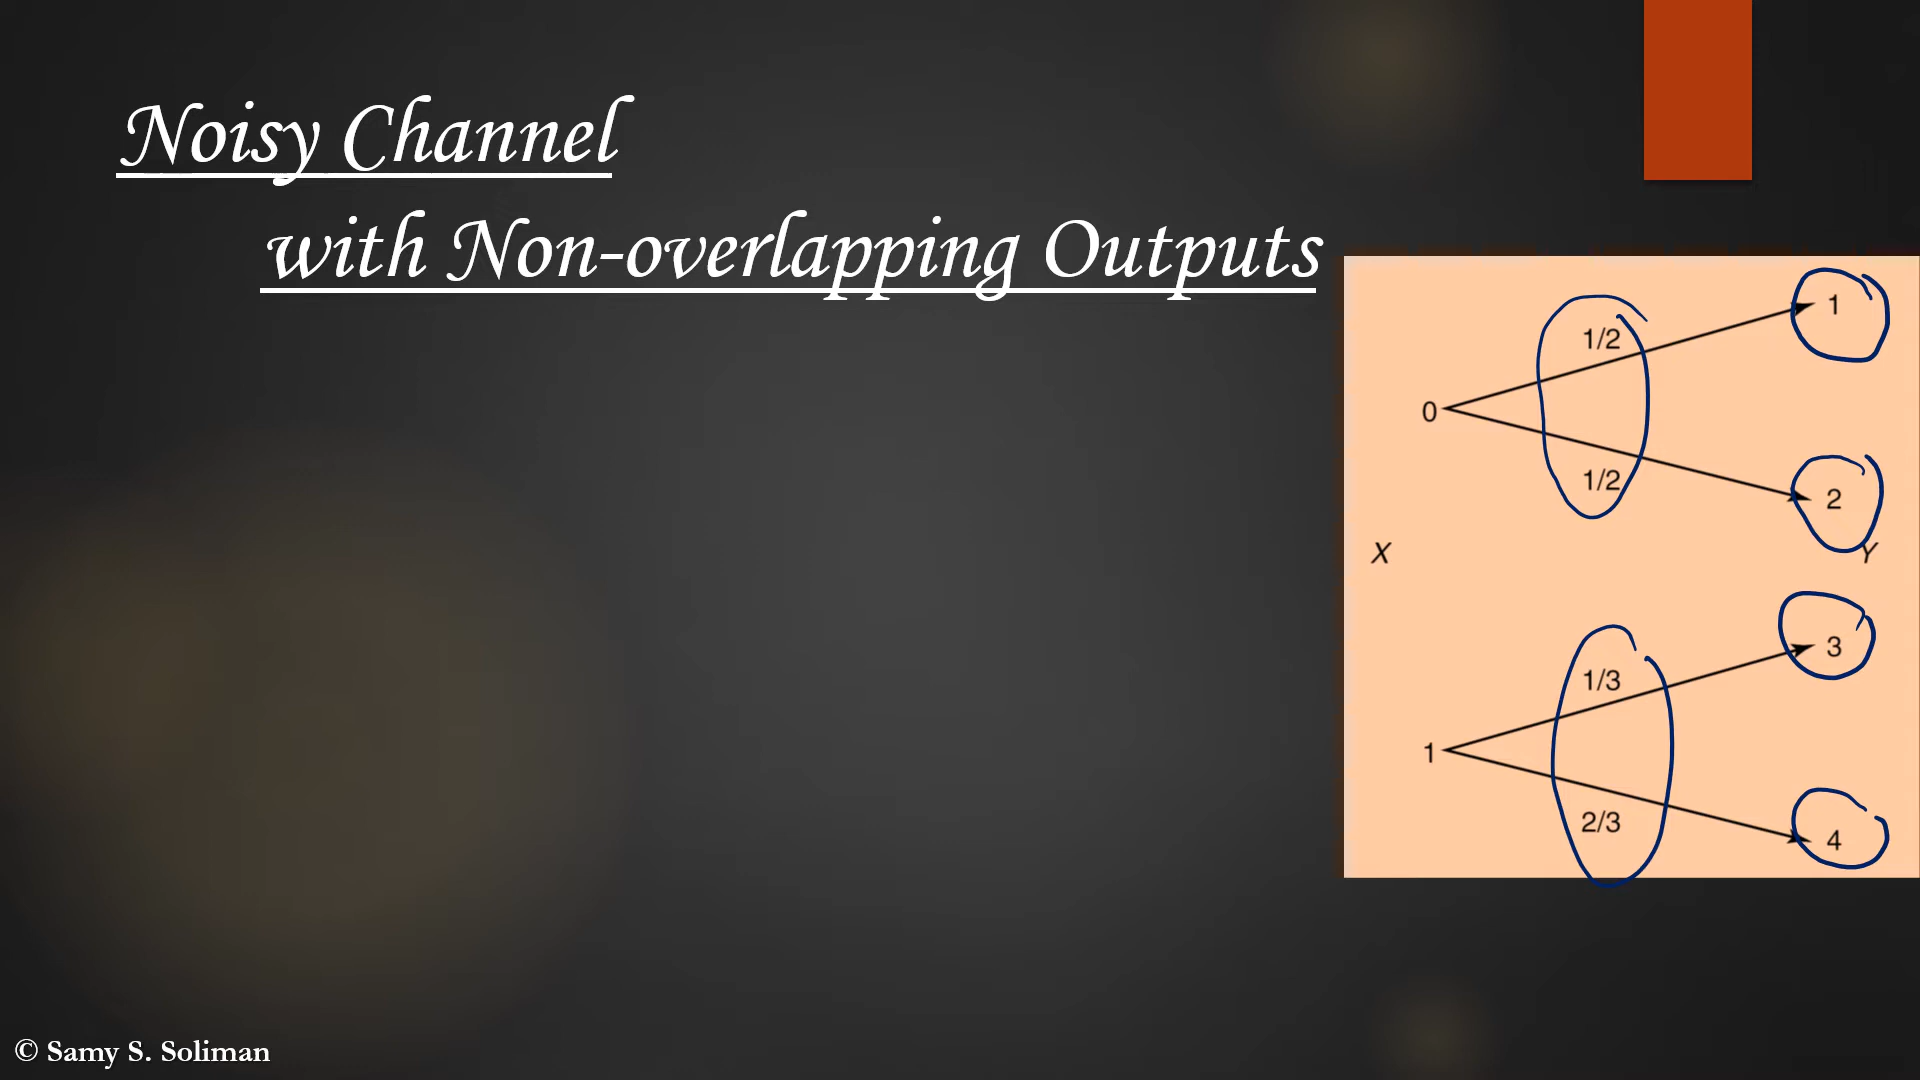 Noisy Channel
with Non-overlapping Outputs
1
1/2
0
1/2
2
X
Y
3
1/3
1
2/3
4
© Samy S. Soliman